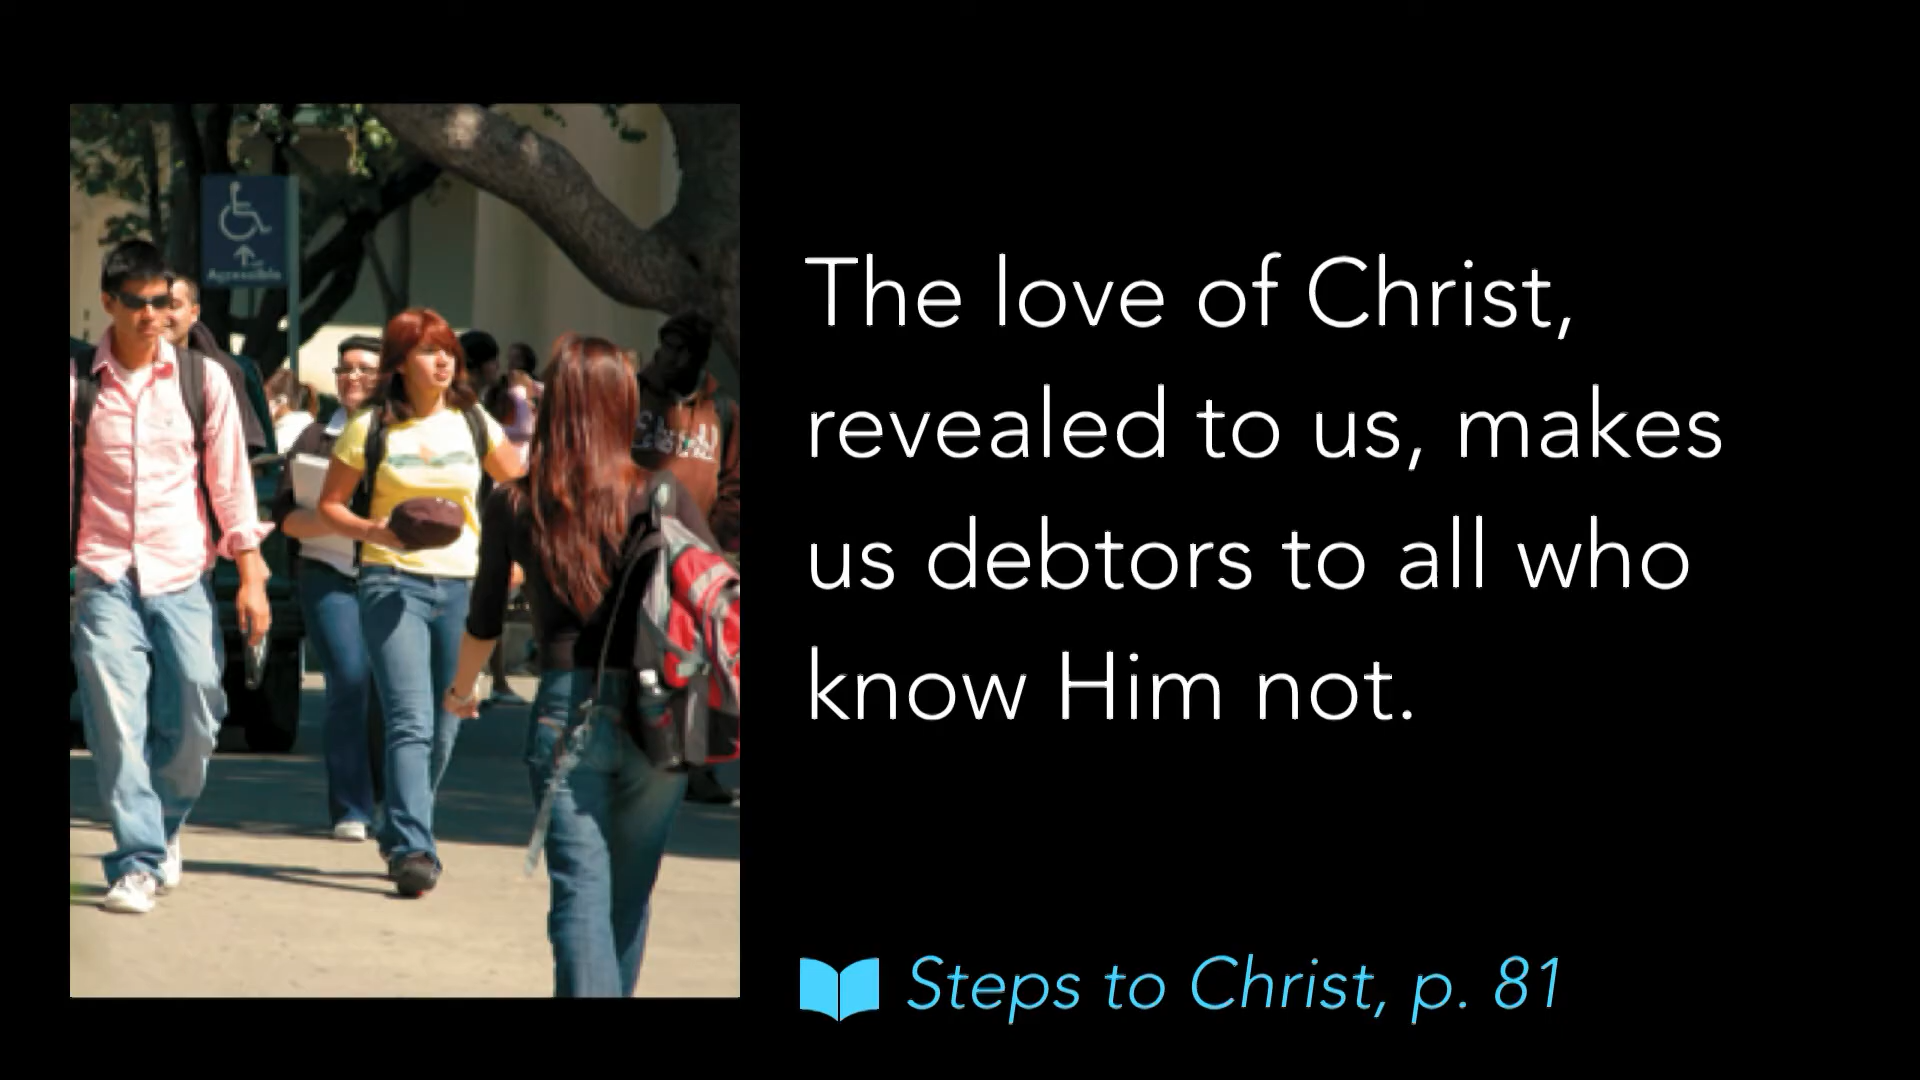 Accessible
The love of Christ,
revealed to us, makes
us debtors to all who
know Him not.
Steps to Christ, p. 81